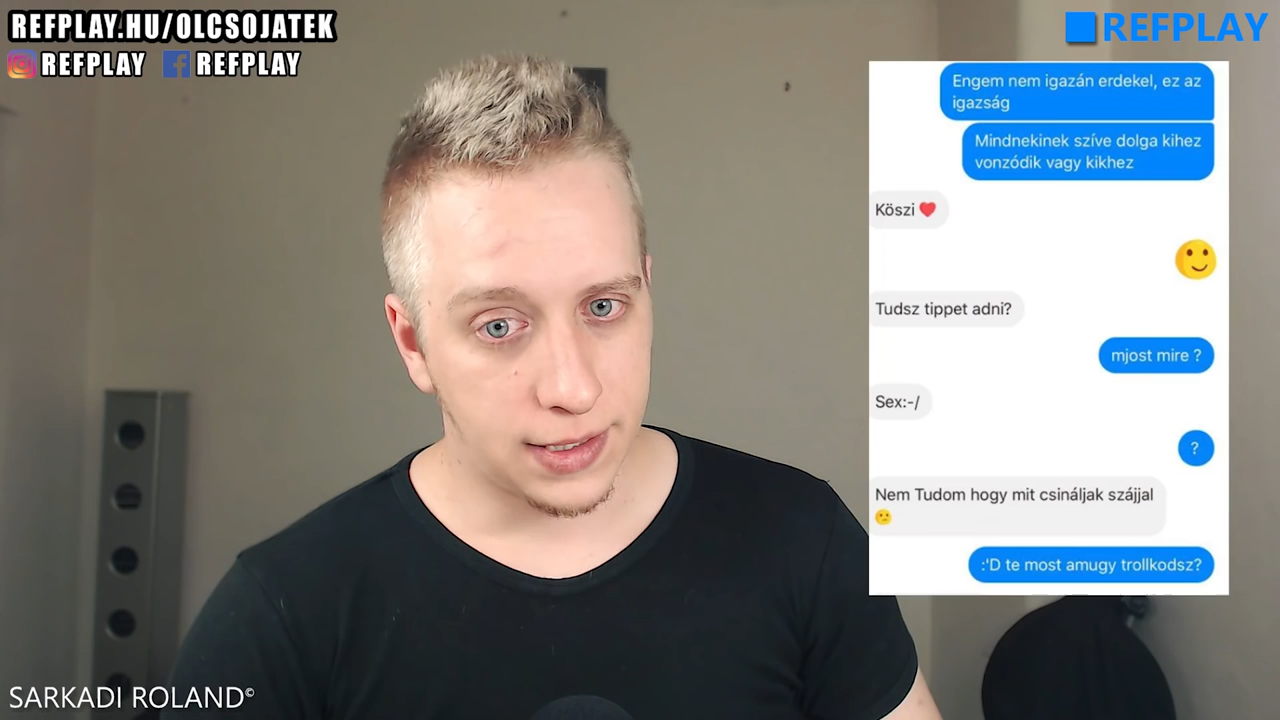 REFPLAY.HU/OLCSOJATEK
REFPLAY REFPLAY
REFPLAY
Engem nem igazán erdekel, ez az
igazság
Mindnekinek szíve dolga kihez
vonzódik vagy kikhez
Köszi ❤️
🙂
Tudsz tippet adni?
mjost mire ?
Sex:-/
?
Nem Tudom hogy mit csináljak szájjal
😕
:'D te most amugy trollkodsz?
SARKADI ROLAND©